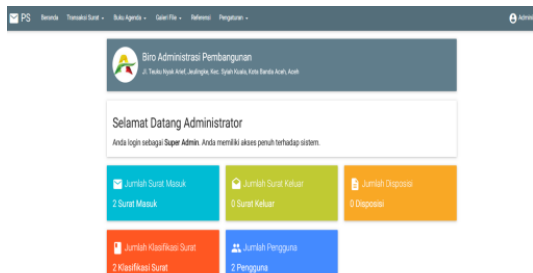 PS Beranda Transaksi Surat Buku Agenda Galeri File Referensi Pengaturan Admini
Biro Administrasi Pembangunan
Jl. Teuku Nyak Arief, Jeulingke, Kec. Syiah Kuala, Kota Banda Aceh, Aceh
Selamat Datang Administrator
Anda login sebagai Super Admin. Anda memiliki akses penuh terhadap sistem.
Jumlah Surat Masuk
2 Surat Masuk
Jumlah Surat Keluar
0 Surat Keluar
Jumlah Disposisi
0 Disposisi
Jumlah Klasifikasi Surat
2 Klasifikasi Surat
Jumlah Pengguna
2 Pengguna